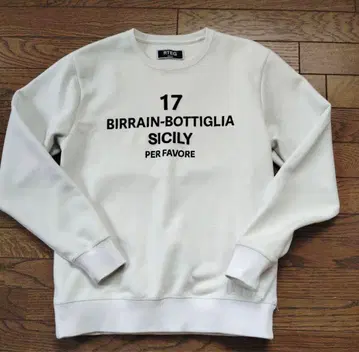 17
BIRRAIN-BOTTIGLIA
SICILY
PER FAVORE